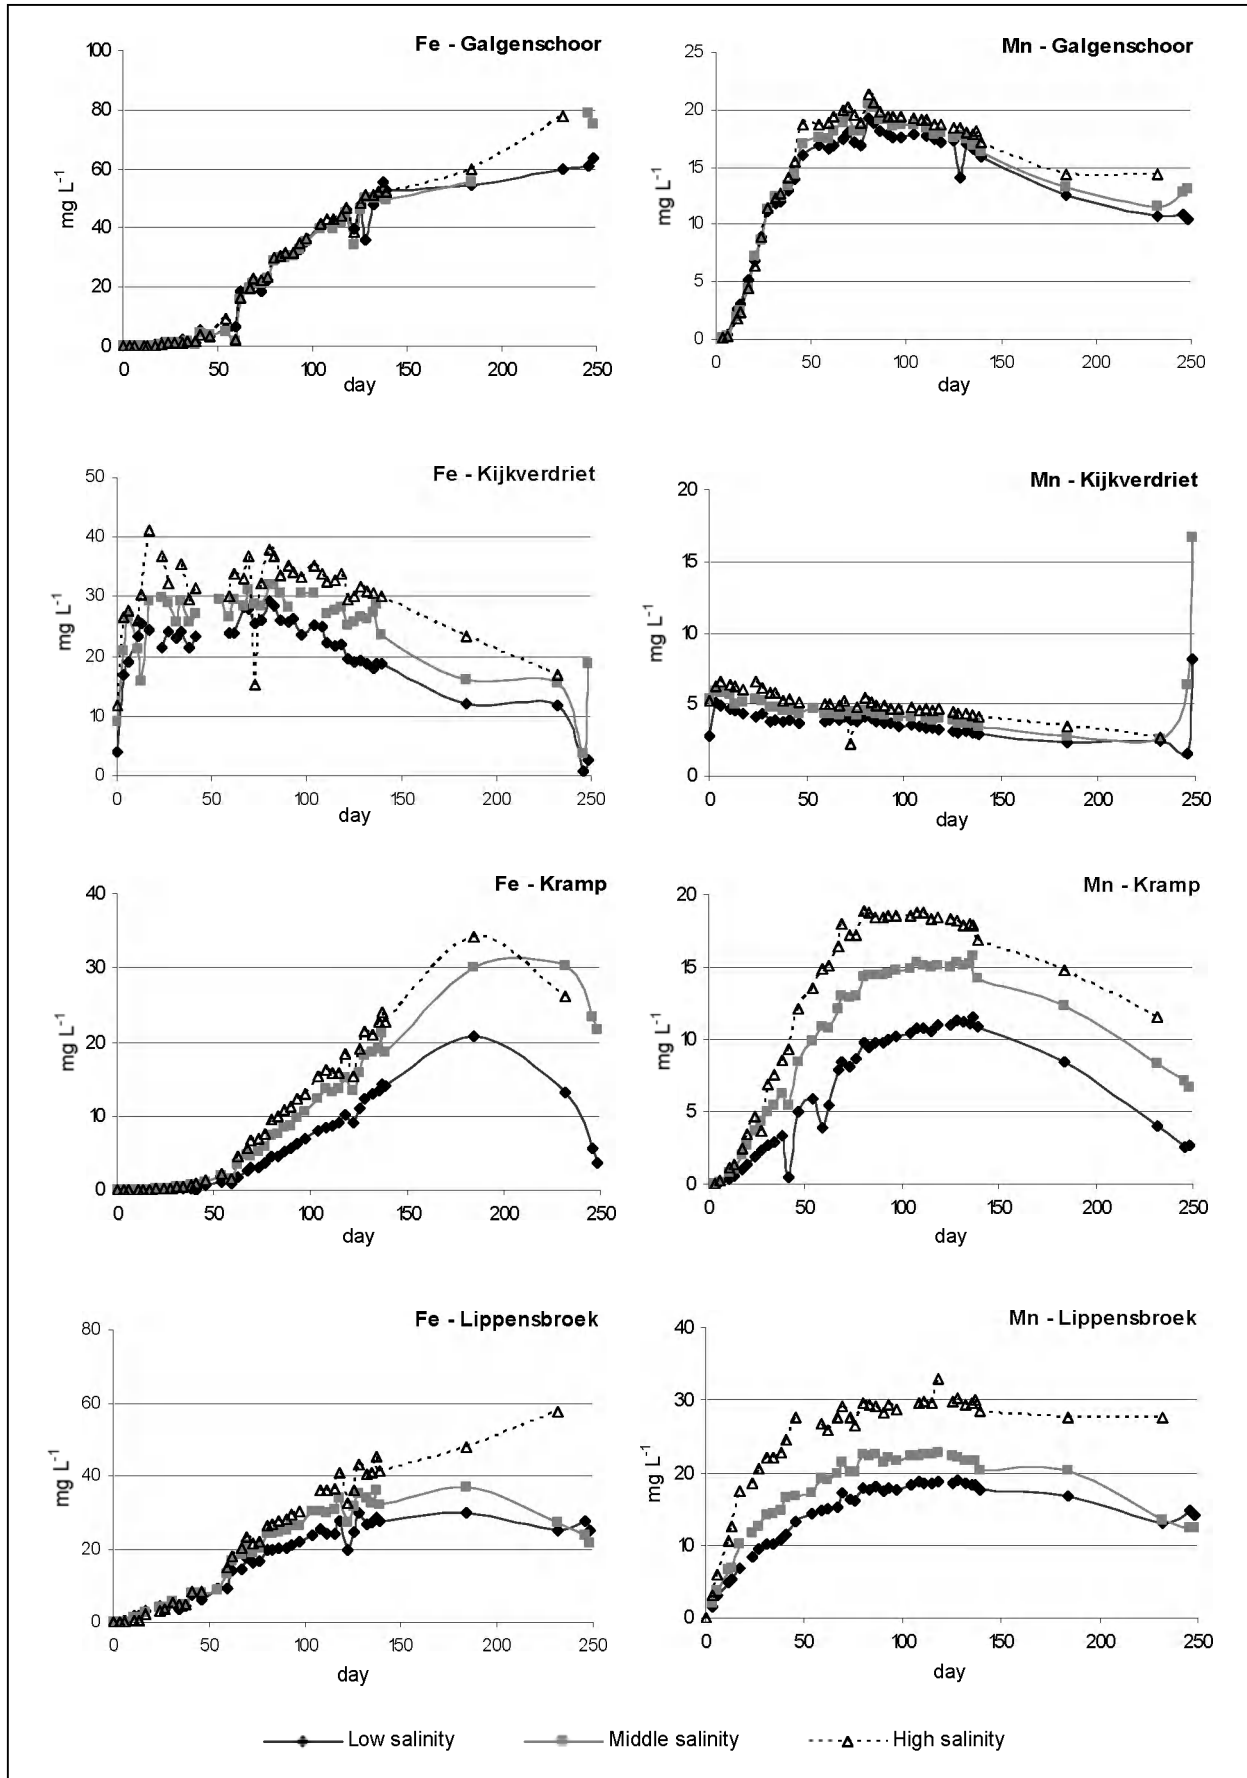 Fe - Galgenschoor
100
80
60
40
20
0
mg L⁻¹
0 50 100 150 200 250
day
Mn - Galgenschoor
25
20
15
10
5
0
mg L⁻¹
0 50 100 150 200 250
day
Fe - Kijkverdriet
50
40
30
20
10
0
mg L⁻¹
0 50 100 150 200 250
day
Mn - Kijkverdriet
20
15
10
5
0
mg L⁻¹
0 50 100 150 200 250
day
Fe - Kramp
40
30
20
10
0
mg L⁻¹
0 50 100 150 200 250
day
Mn - Kramp
20
15
10
5
0
mg L⁻¹
0 50 100 150 200 250
day
Fe - Lippensbroek
80
60
40
20
0
mg L⁻¹
0 50 100 150 200 250
day
Mn - Lippensbroek
40
30
20
10
0
mg L⁻¹
0 50 100 150 200 250
day
Low salinity Middle salinity High salinity